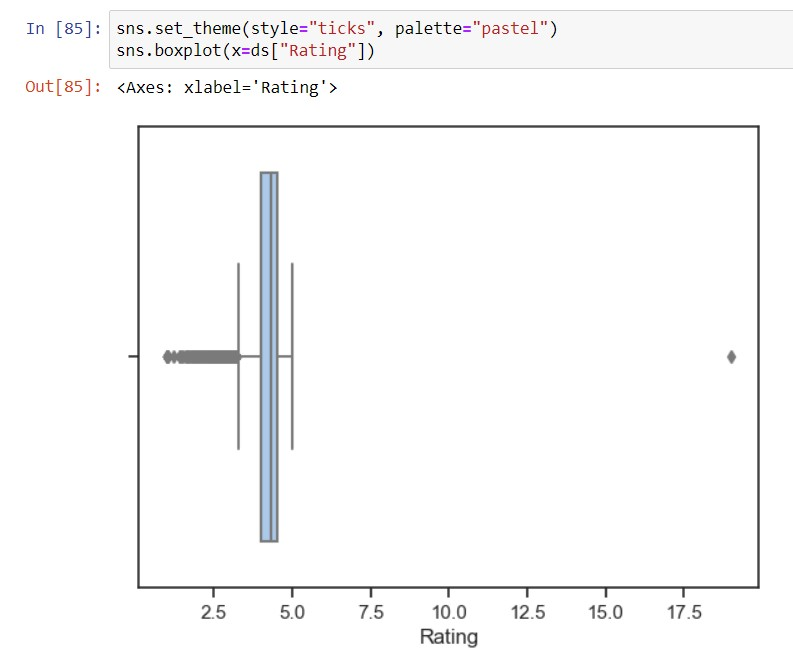 In [85]: sns.set_theme(style="ticks", palette="pastel")
sns.boxplot(x=ds["Rating"])
Out[85]: <Axes: xlabel='Rating'>
2.5 5.0 7.5 10.0 12.5 15.0 17.5
Rating